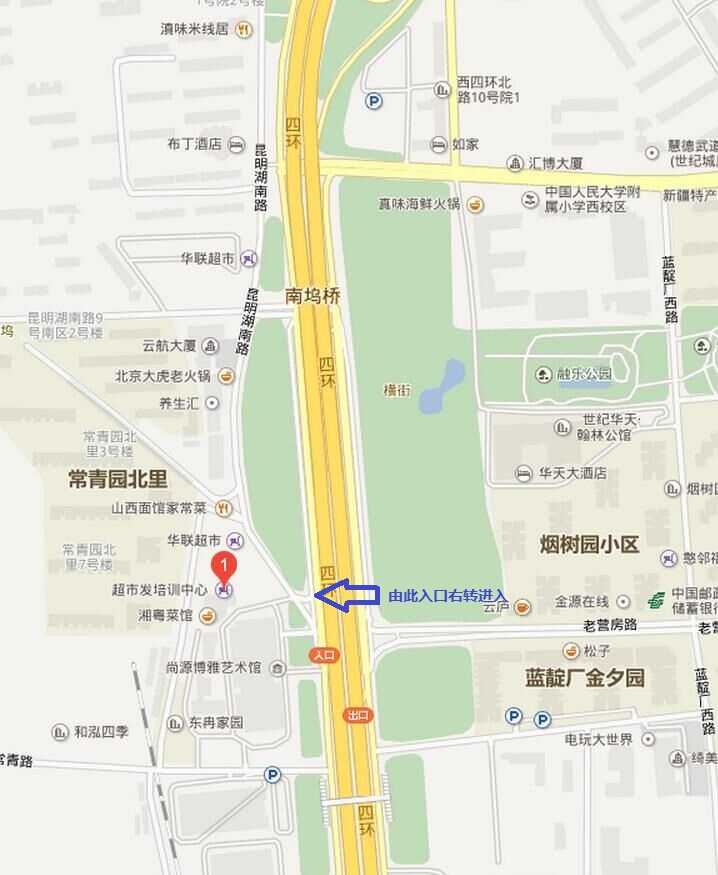 滇味米线居
西四环北
路10号院1
四环
布丁酒店
昆明湖南路
如家
汇博大厦
慧德武道
(世纪城店
真味海鲜火锅
中国人民大学附
属小学西校区
新疆特产
华联超市
蓝靛厂西路
昆明湖南路
南坞桥
昆明湖南路9
号南区2号楼
坞
云航大厦
四环
北京大虎老火锅
横街
融乐公园
养生汇
世纪华天·
翰林公馆
常青园北
里3号楼
常青园北里
华天大酒店
烟树园
山西面馆家常菜
华联超市
烟树园小区
常青园北
里7号楼
憨邻福
1
四环
超市发培训中心
由此入口右转进入
云庐
金源在线
中国邮政
储蓄银行
湘粤菜馆
老营房路
老营
入口
松子
尚源博雅艺术馆
蓝靛厂金夕园
蓝靛厂西路
出口
东冉家园
和泓四季
电玩大世界
绮美
常青路
四环